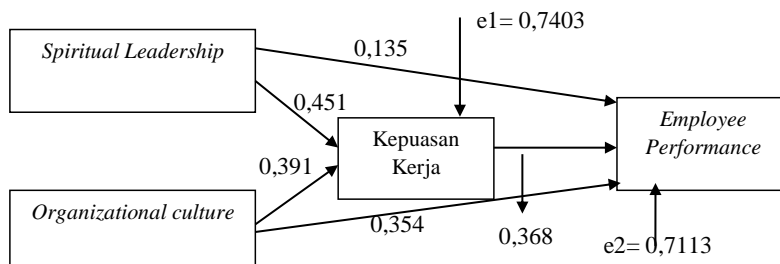 e1= 0,7403
Spiritual Leadership
0,135
0,451
Kepuasan
Kerja
Employee
Performance
0,391
Organizational culture
0,354
0,368
e2= 0,7113